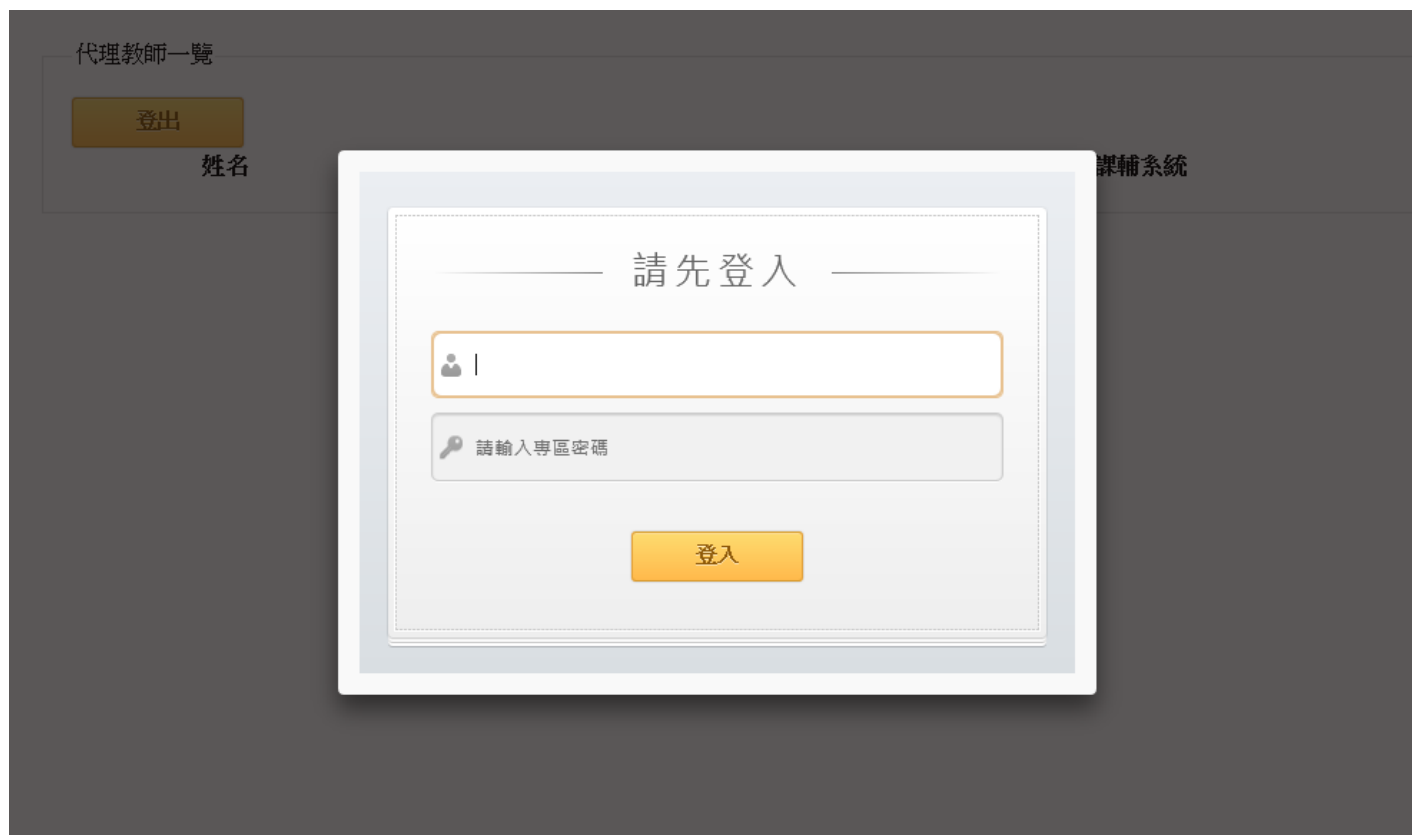 代理教師一覽
登出
姓名
課輔系統
請先登入
請輸入專區密碼
登入